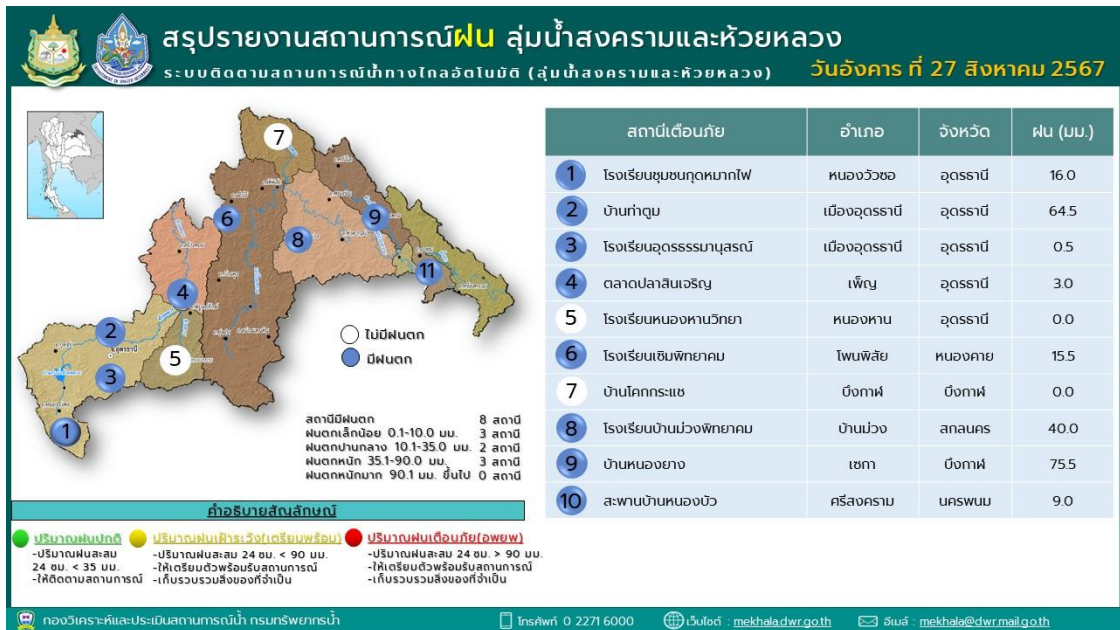 สรุปรายงานสถานการณ์ฝน ลุ่มน้ำสงครามและห้วยหลวง
ระบบติดตามสถานการณ์น้ำทางไกลอัตโนมัติ (ลุ่มน้ำสงครามและห้วยหลวง) วันอังคาร ที่ 27 สิงหาคม 2567
7
6
9
8
11
4
2
5
3
1
ไม่มีฝนตก
มีฝนตก
สถานีมีฝนตก 8 สถานี
ฝนตกเล็กน้อย 0.1-10.0 มม. 3 สถานี
ฝนตกปานกลาง 10.1-35.0 มม. 2 สถานี
ฝนตกหนัก 35.1-90.0 มม. 3 สถานี
ฝนตกหนักมาก 90.1 มม. ขึ้นไป 0 สถานี
สถานีเตือนภัย อำเภอ จังหวัด ฝน (มม.)
1 โรงเรียนชุมชนกุดหมากไฟ หนองวัวซอ อุดรธานี 16.0
2 บ้านท่าตูม เมืองอุดรธานี อุดรธานี 64.5
3 โรงเรียนอุดรธรรมานุสรณ์ เมืองอุดรธานี อุดรธานี 0.5
4 ตลาดปลาสินเจริญ เพ็ญ อุดรธานี 3.0
5 โรงเรียนหนองหานวิทยา หนองหาน อุดรธานี 0.0
6 โรงเรียนเซิมพิทยาคม โพนพิสัย หนองคาย 15.5
7 บ้านโคกกระแซ บึงกาฬ บึงกาฬ 0.0
8 โรงเรียนบ้านม่วงพิทยาคม บ้านม่วง สกลนคร 40.0
9 บ้านหนองยาง เซกา บึงกาฬ 75.5
10 สะพานบ้านหนองบัว ศรีสงคราม นครพนม 9.0
คำอธิบายสัญลักษณ์
ปริมาณฝนปกติ
-ปริมาณฝนสะสม
24 ชม. < 35 มม.
-ให้ติดตามสถานการณ์
ปริมาณฝนเฝ้าระวัง(เตรียมพร้อม)
-ปริมาณฝนสะสม 24 ชม. < 90 มม.
-ให้เตรียมตัวพร้อมรับสถานการณ์
-เก็บรวบรวมสิ่งของที่จำเป็น
ปริมาณฝนเตือนภัย(อพยพ)
-ปริมาณฝนสะสม 24 ชม. > 90 มม.
-ให้เตรียมตัวพร้อมรับสถานการณ์
-เก็บรวบรวมสิ่งของที่จำเป็น
กองวิเคราะห์และประเมินสถานการณ์น้ำ กรมทรัพยากรน้ำ โทรศัพท์ 0 2271 6000 เว็บไซต์ : mekhala.dwr.go.th อีเมล์ : mekhala@dwr.mail.go.th